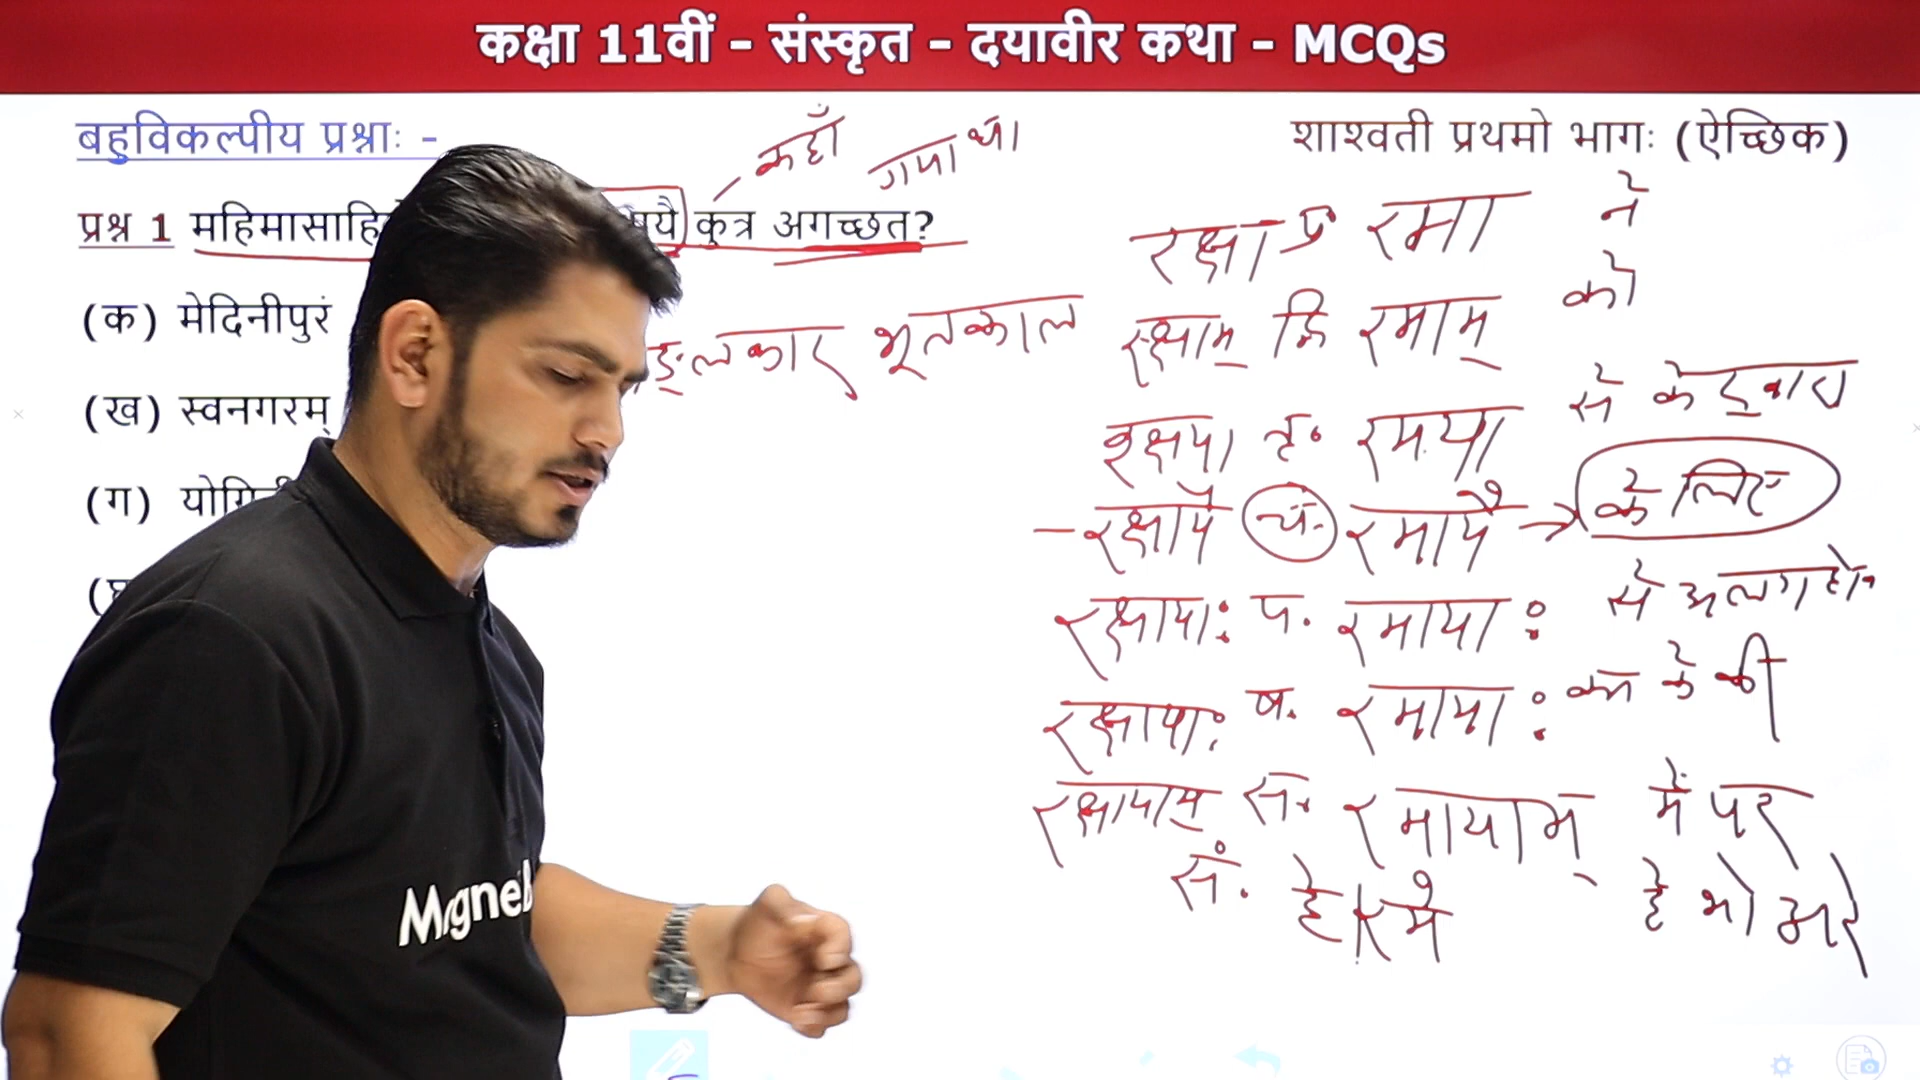 कक्षा 11वीं - संस्कृत - दयावीर कथा - MCQs
बहुविकल्पीय प्रश्नाः -
शाश्वती प्रथमो भागः (ऐच्छिक)
कहाँ गया था
प्रश्न 1 महिमासाहि यै कुत्र अगच्छत?
(क) मेदिनीपुरं
(ख) स्वनगरम्
(ग) योगि
(घ
ङ्लकार भूतकाल
रक्षा प्र रमा ने
रक्षाम् द्वि रमाम् को
रक्षया तृ. रमया से के द्वारा
रक्षायै च. रमायै → के लिए
रक्षायाः प. रमायाः से अलग हो.
रक्षायाः ष. रमायाः का के की
रक्षायाम् स. रमायाम् में पर
सं. हे रमे हे भो अरे
Magne